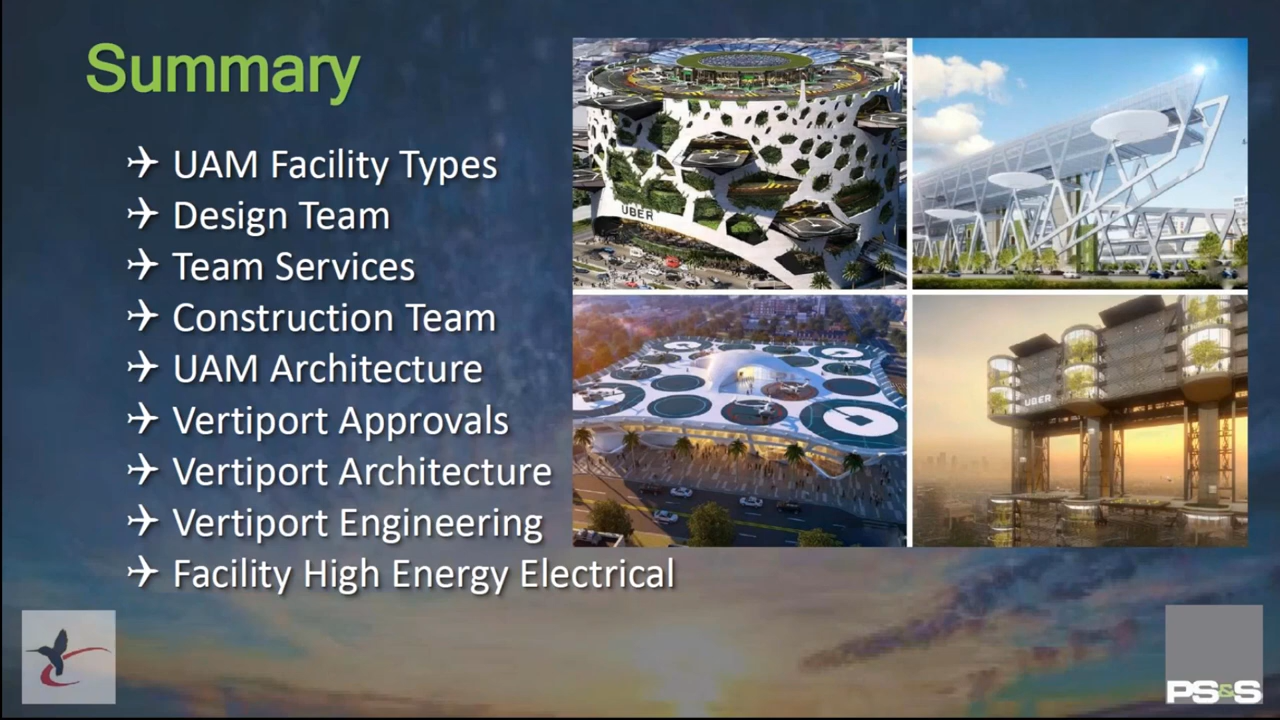 Summary
UAM Facility Types
Design Team
Team Services
Construction Team
UAM Architecture
Vertiport Approvals
Vertiport Architecture
Vertiport Engineering
Facility High Energy Electrical
UBER
UBER
PS&S